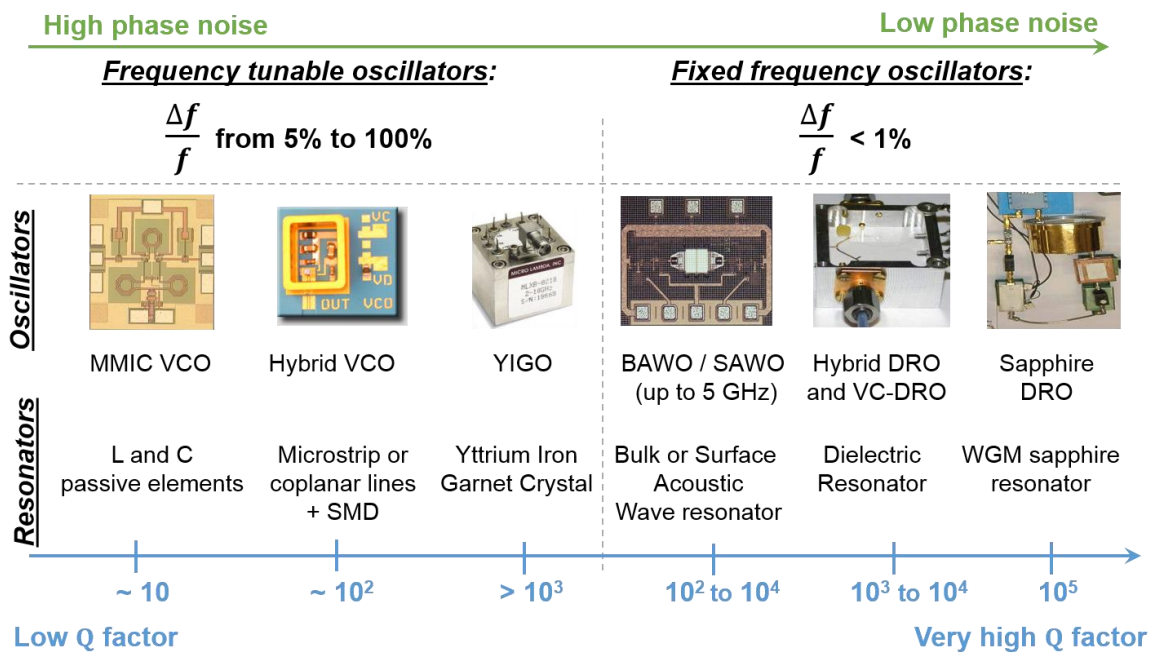 High phase noise
Low phase noise
Frequency tunable oscillators:
Fixed frequency oscillators:
Δf/f from 5% to 100%
Δf/f < 1%
Oscillators
VC
VD
OUT VCO
MICRO LAMBDA, INC
MLXB-0218
2-18GHz
MMIC VCO
Hybrid VCO
YIGO
BAWO / SAWO
(up to 5 GHz)
Hybrid DRO
and VC-DRO
Sapphire
DRO
Resonators
L and C
passive elements
Microstrip or
coplanar lines
+ SMD
Yttrium Iron
Garnet Crystal
Bulk or Surface
Acoustic
Wave resonator
Dielectric
Resonator
WGM sapphire
resonator
~ 10
~ 10²
> 10³
10² to 10⁴
10³ to 10⁴
10⁵
Low Q factor
Very high Q factor